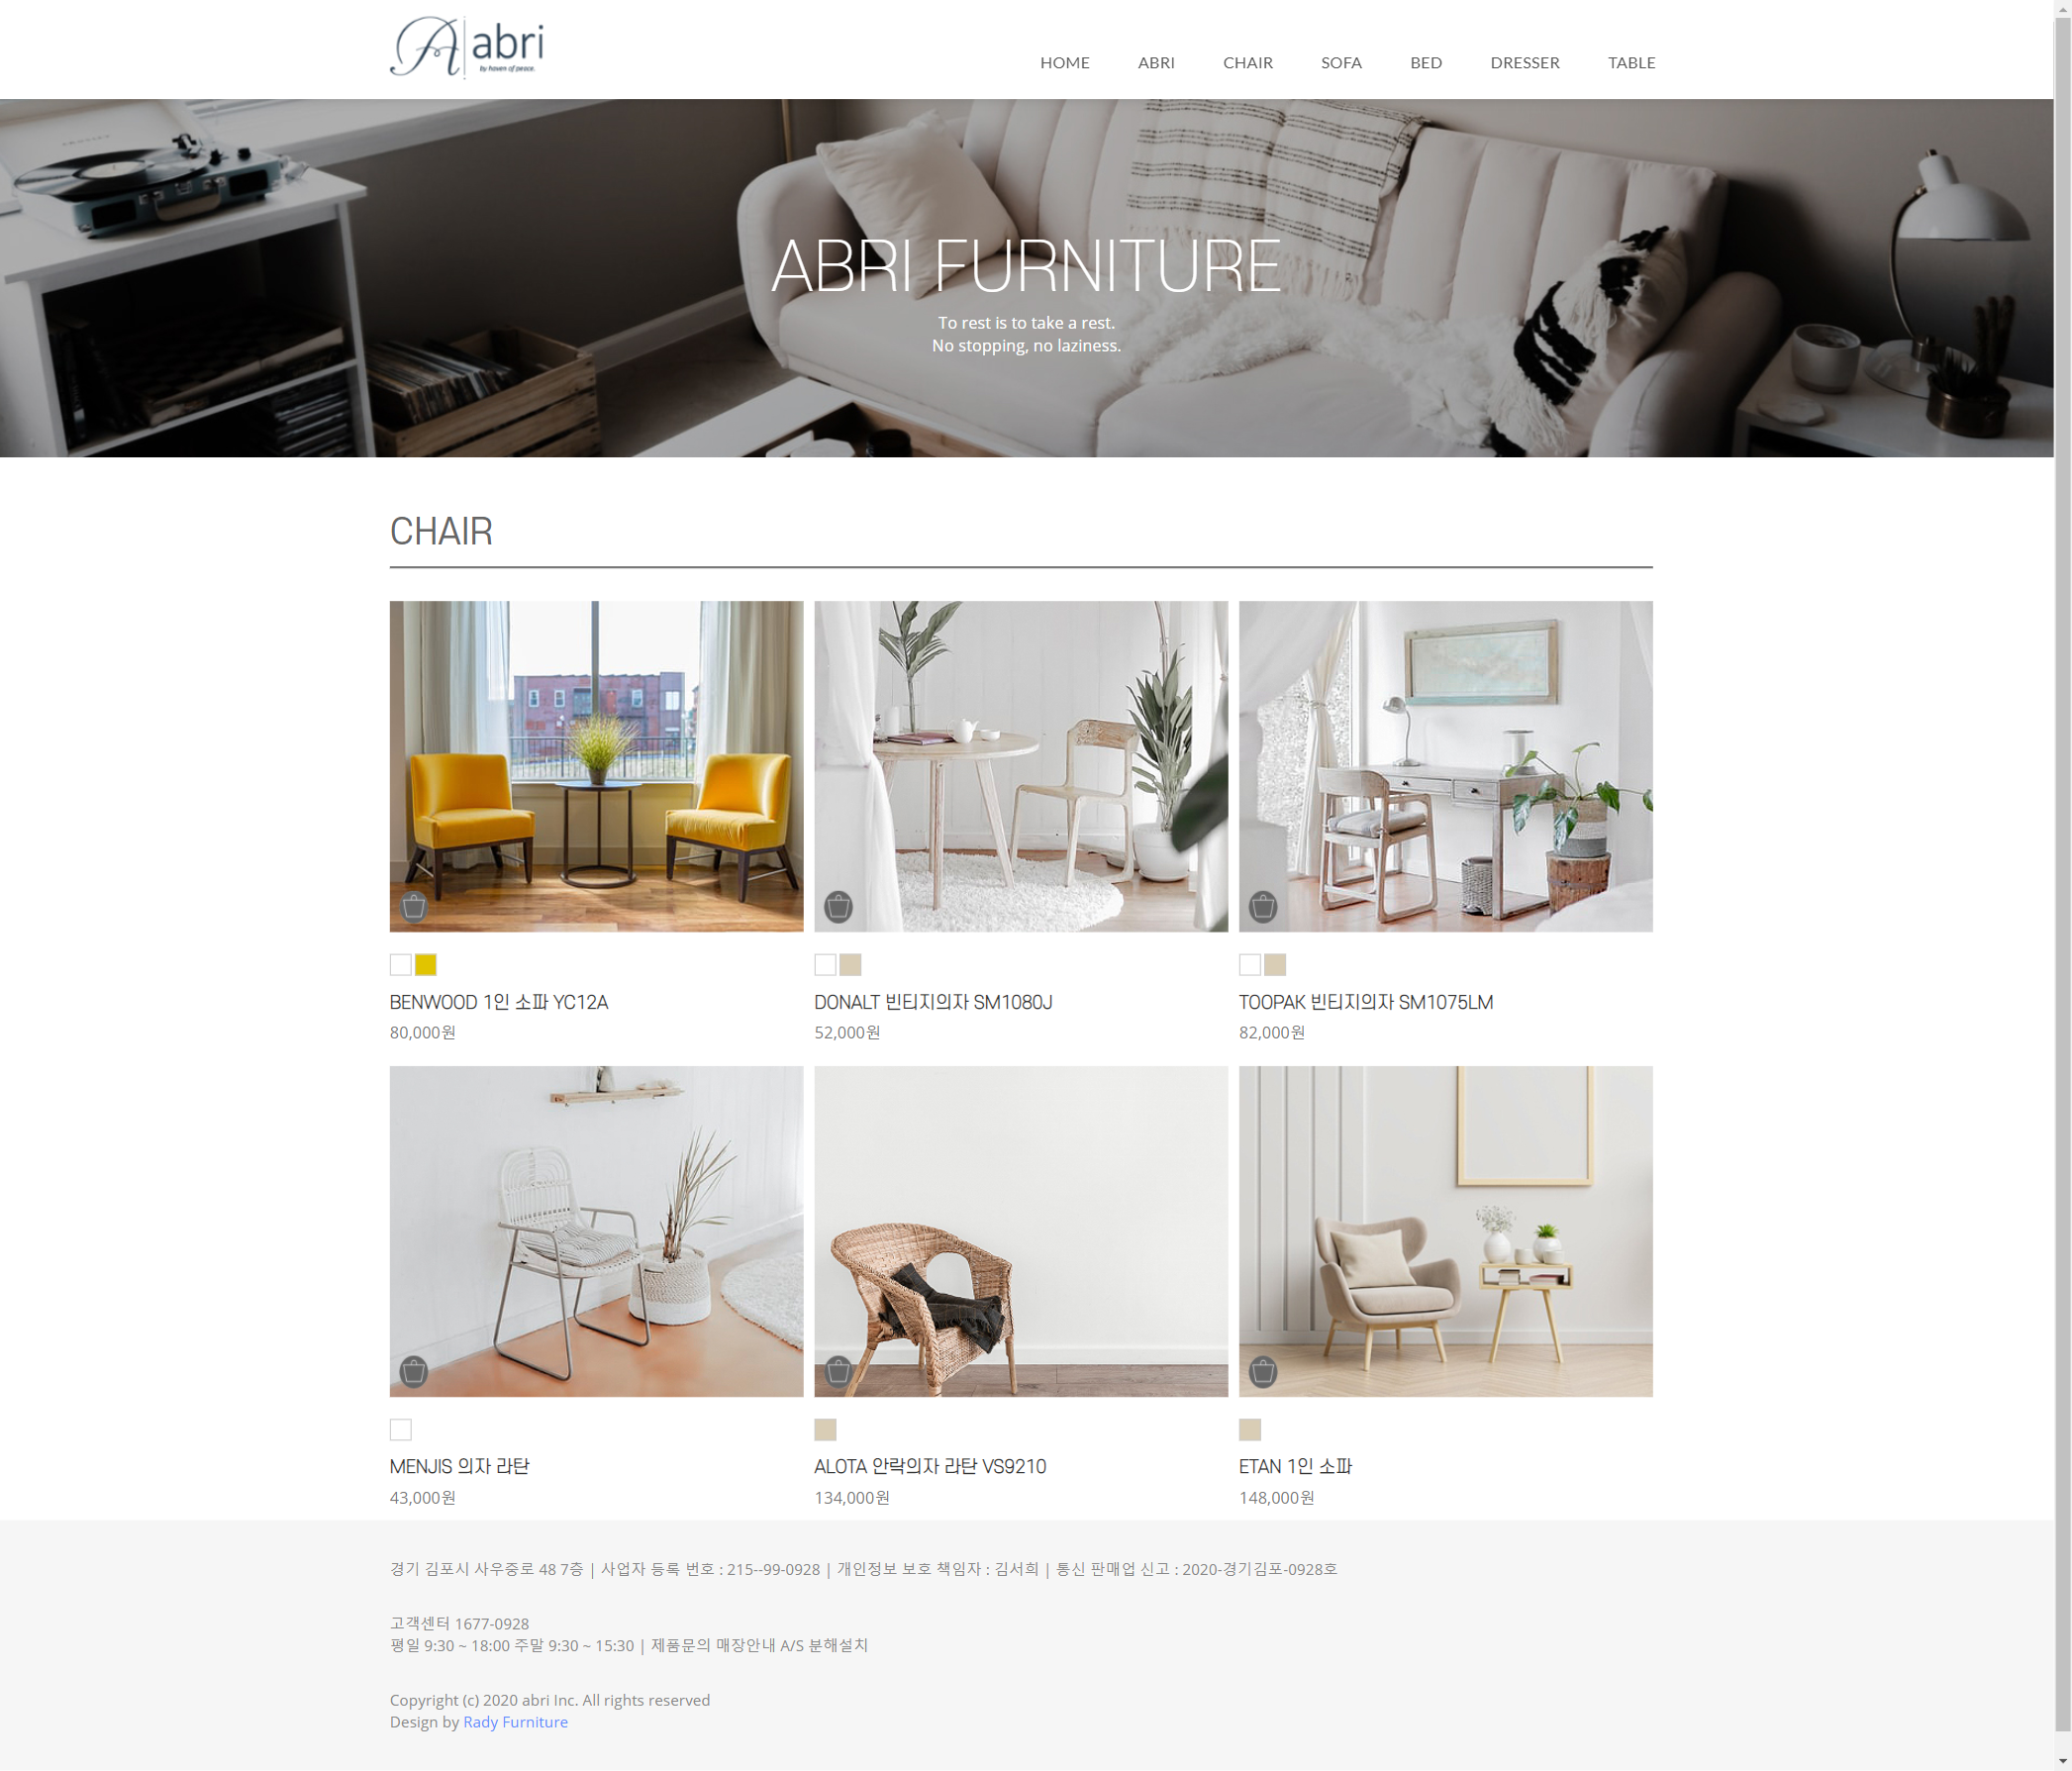 A abri
by haven of peace.
HOME ABRI CHAIR SOFA BED DRESSER TABLE
ABRI FURNITURE
To rest is to take a rest.
No stopping, no laziness.
CHAIR
BENWOOD 1인 소파 YC12A
80,000원
DONALT 빈티지의자 SM1080J
52,000원
TOOPAK 빈티지의자 SM1075LM
82,000원
MENJIS 의자 라탄
43,000원
ALOTA 안락의자 라탄 VS9210
134,000원
ETAN 1인 소파
148,000원
경기 김포시 사우중로 48 7층 | 사업자 등록 번호 : 215--99-0928 | 개인정보 보호 책임자 : 김서희 | 통신 판매업 신고 : 2020-경기김포-0928호
고객센터 1677-0928
평일 9:30 ~ 18:00 주말 9:30 ~ 15:30 | 제품문의 매장안내 A/S 분해설치
Copyright (c) 2020 abri Inc. All rights reserved
Design by Rady Furniture